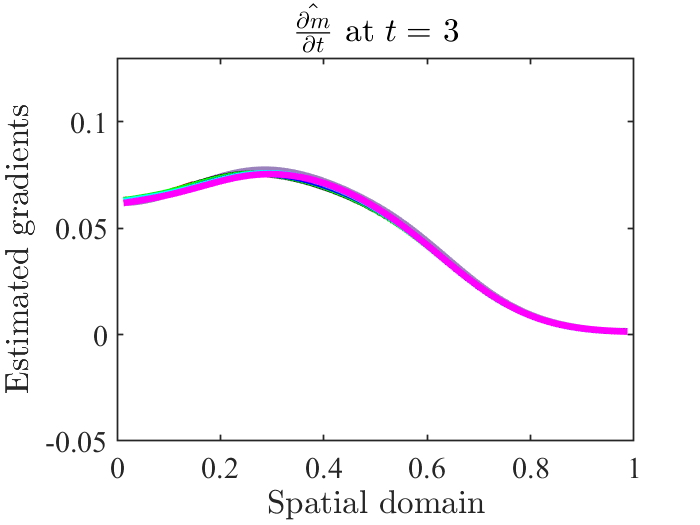 ∂m̂/∂t at t = 3
Estimated gradients
0.1
0.05
0
-0.05
0 0.2 0.4 0.6 0.8 1
Spatial domain